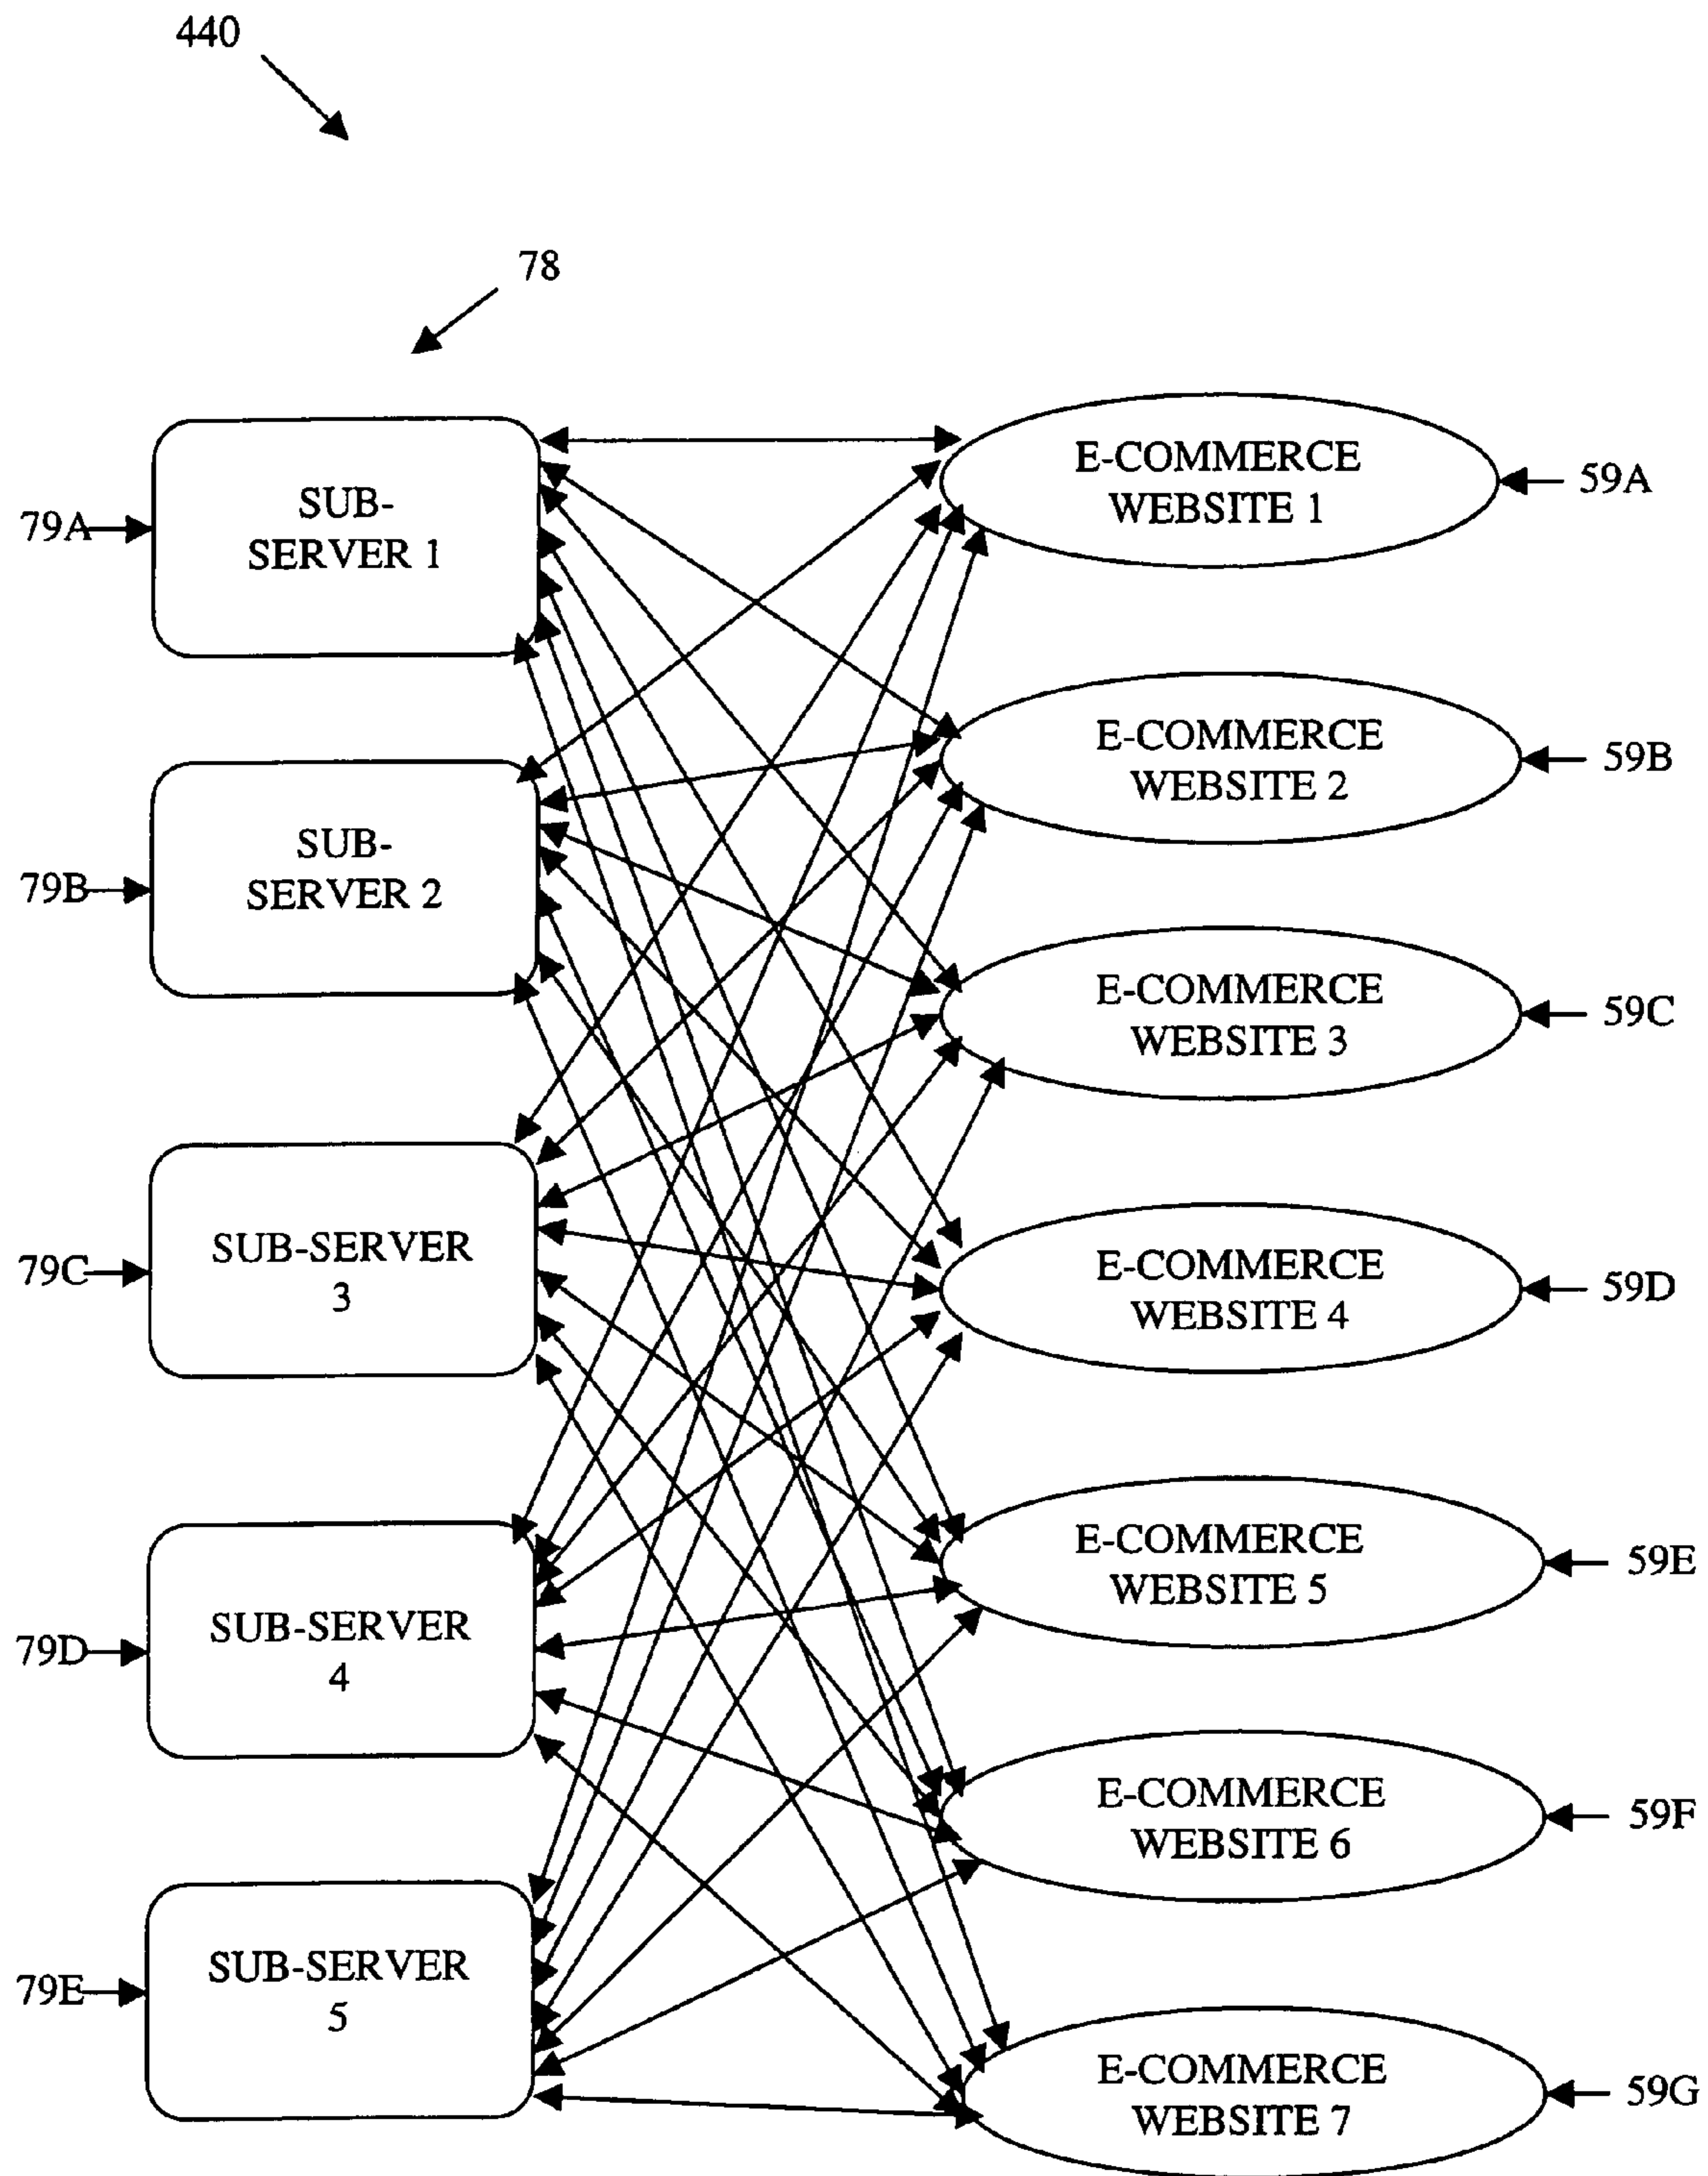 440
78
79A
SUB-
SERVER 1
E-COMMERCE
WEBSITE 1
59A
79B
SUB-
SERVER 2
E-COMMERCE
WEBSITE 2
59B
E-COMMERCE
WEBSITE 3
59C
79C
SUB-SERVER
3
E-COMMERCE
WEBSITE 4
59D
79D
SUB-SERVER
4
E-COMMERCE
WEBSITE 5
59E
E-COMMERCE
WEBSITE 6
59F
79E
SUB-SERVER
5
E-COMMERCE
WEBSITE 7
59G